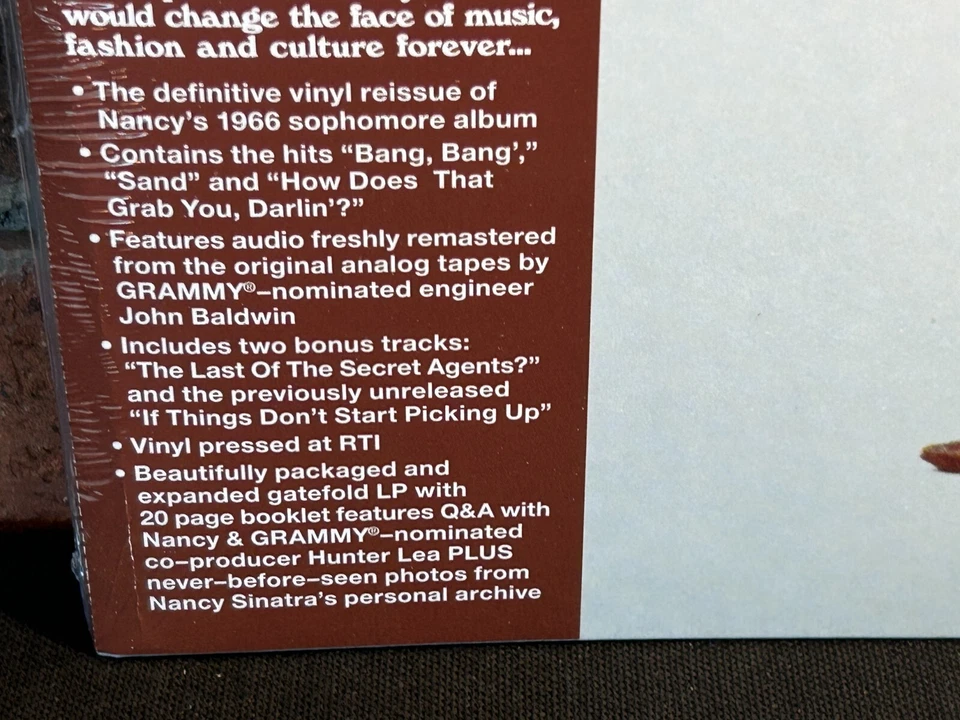 would change the face of music,
fashion and culture forever...
• The definitive vinyl reissue of
Nancy's 1966 sophomore album
• Contains the hits “Bang, Bang’,”
“Sand” and “How Does That
Grab You, Darlin’?”
• Features audio freshly remastered
from the original analog tapes by
GRAMMY®–nominated engineer
John Baldwin
• Includes two bonus tracks:
“The Last Of The Secret Agents?”
and the previously unreleased
“If Things Don’t Start Picking Up”
• Vinyl pressed at RTI
• Beautifully packaged and
expanded gatefold LP with
20 page booklet features Q&A with
Nancy & GRAMMY®–nominated
co–producer Hunter Lea PLUS
never–before–seen photos from
Nancy Sinatra’s personal archive